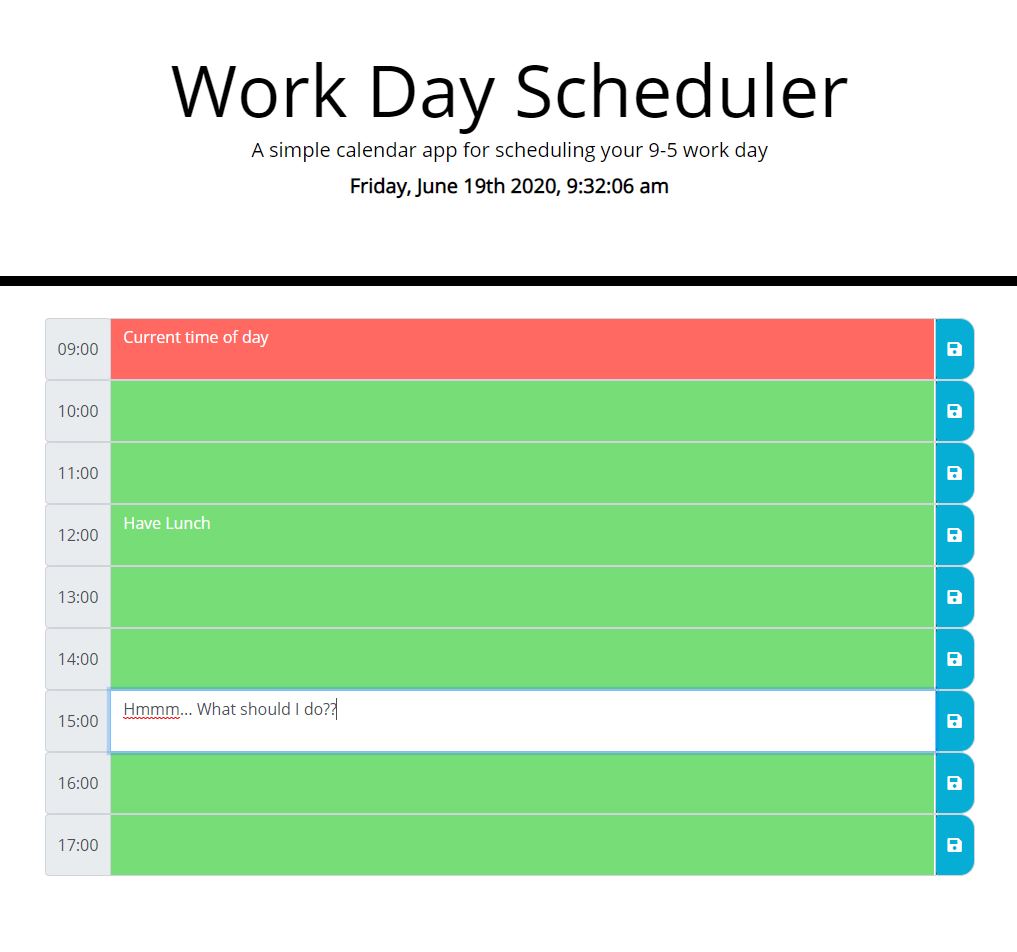 Work Day Scheduler
A simple calendar app for scheduling your 9-5 work day
Friday, June 19th 2020, 9:32:06 am
09:00 Current time of day
10:00
11:00
12:00 Have Lunch
13:00
14:00
15:00 Hmmm... What should I do??
16:00
17:00